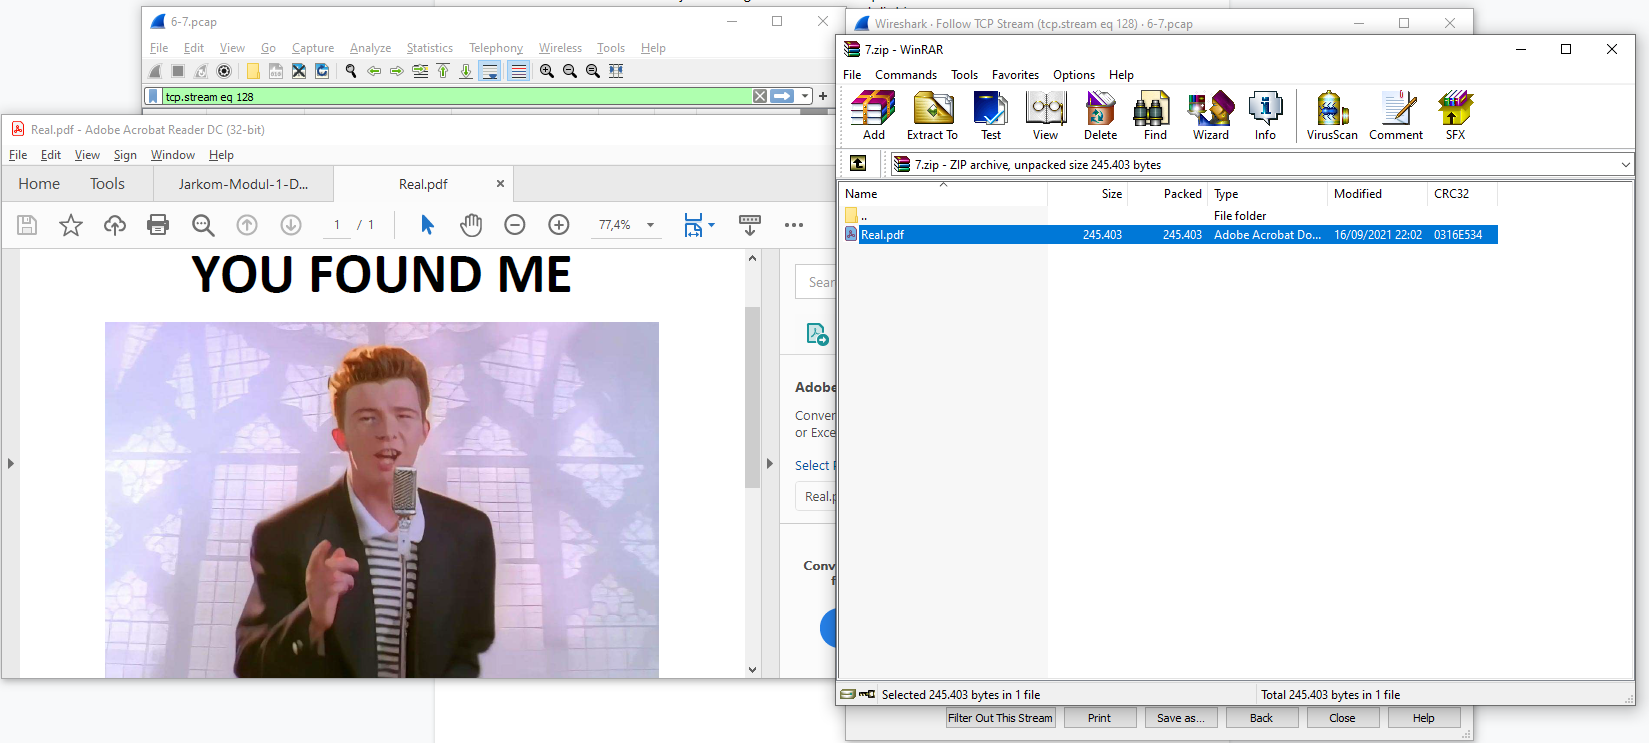 6-7.pcap
File Edit View Go Capture Analyze Statistics Telephony Wireless Tools Help
tcp.stream eq 128
Real.pdf - Adobe Acrobat Reader DC (32-bit)
File Edit View Sign Window Help
Home Tools Jarkom-Modul-1-D... Real.pdf
1 / 1 77,4%
YOU FOUND ME
Sear
Adobe
Conver
or Exce
Select P
Real.p
Conv
f
Wireshark · Follow TCP Stream (tcp.stream eq 128) · 6-7.pcap
7.zip - WinRAR
File Commands Tools Favorites Options Help
Add Extract To Test View Delete Find Wizard Info VirusScan Comment SFX
7.zip - ZIP archive, unpacked size 245.403 bytes
Name Size Packed Type Modified CRC32
.. File folder
Real.pdf 245.403 245.403 Adobe Acrobat Do... 16/09/2021 22:02 0316E534
Selected 245.403 bytes in 1 file Total 245.403 bytes in 1 file
Filter Out This Stream Print Save as... Back Close Help